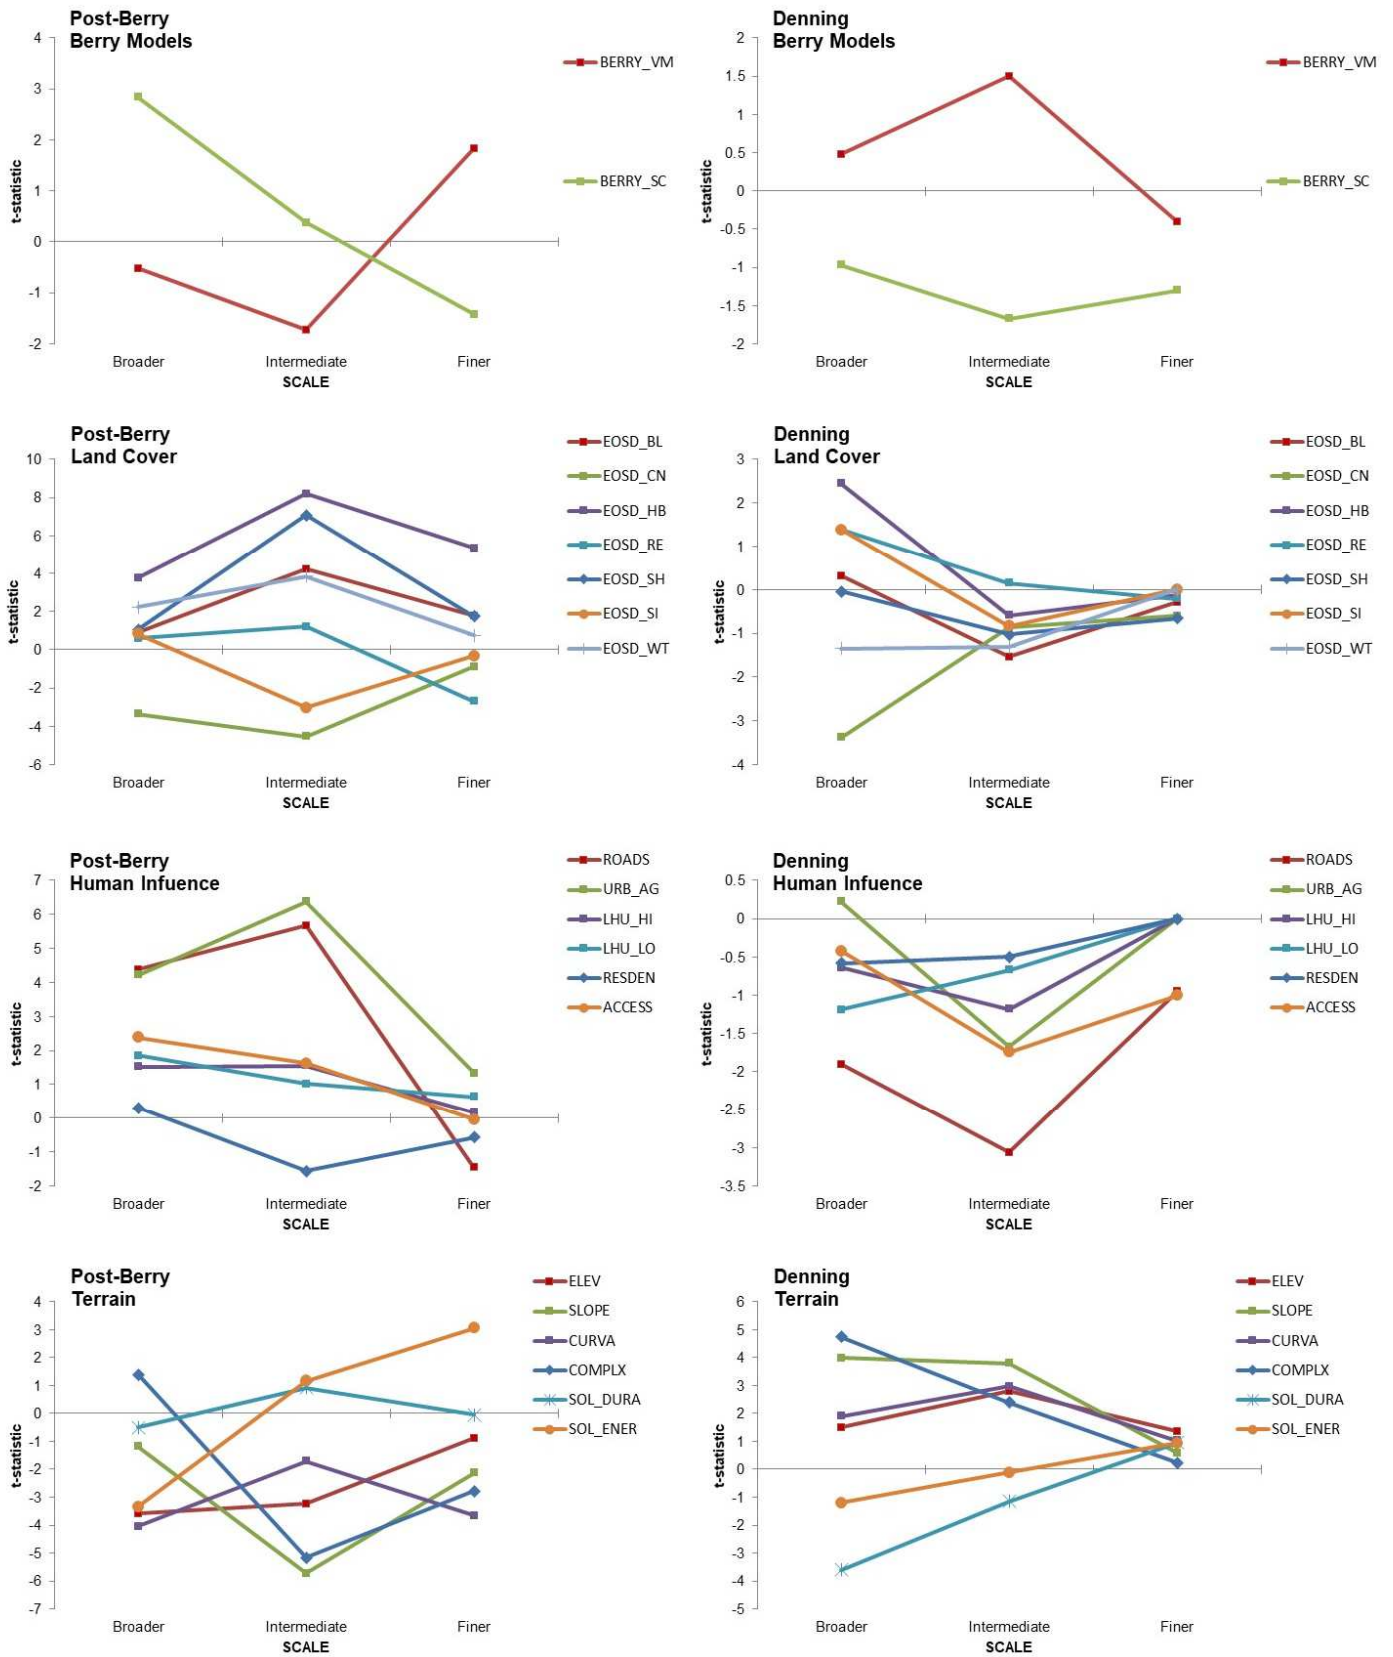 Post-Berry
Berry Models
4
3
2
1
0
-1
-2
t-statistic
Broader
Intermediate
Finer
SCALE
BERRY_VM
BERRY_SC
Denning
Berry Models
2
1.5
1
0.5
0
-0.5
-1
-1.5
-2
t-statistic
Broader
Intermediate
Finer
SCALE
BERRY_VM
BERRY_SC
Post-Berry
Land Cover
10
8
6
4
2
0
-2
-4
-6
t-statistic
Broader
Intermediate
Finer
SCALE
EOSD_BL
EOSD_CN
EOSD_HB
EOSD_RE
EOSD_SH
EOSD_SI
EOSD_WT
Denning
Land Cover
3
2
1
0
-1
-2
-3
-4
t-statistic
Broader
Intermediate
Finer
SCALE
EOSD_BL
EOSD_CN
EOSD_HB
EOSD_RE
EOSD_SH
EOSD_SI
EOSD_WT
Post-Berry
Human Infuence
7
6
5
4
3
2
1
0
-1
-2
t-statistic
Broader
Intermediate
Finer
SCALE
ROADS
URB_AG
LHU_HI
LHU_LO
RESDEN
ACCESS
Denning
Human Infuence
0.5
0
-0.5
-1
-1.5
-2
-2.5
-3
-3.5
t-statistic
Broader
Intermediate
Finer
SCALE
ROADS
URB_AG
LHU_HI
LHU_LO
RESDEN
ACCESS
Post-Berry
Terrain
4
3
2
1
0
-1
-2
-3
-4
-5
-6
-7
t-statistic
Broader
Intermediate
Finer
SCALE
ELEV
SLOPE
CURVA
COMPLX
SOL_DURA
SOL_ENER
Denning
Terrain
6
5
4
3
2
1
0
-1
-2
-3
-4
-5
t-statistic
Broader
Intermediate
Finer
SCALE
ELEV
SLOPE
CURVA
COMPLX
SOL_DURA
SOL_ENER